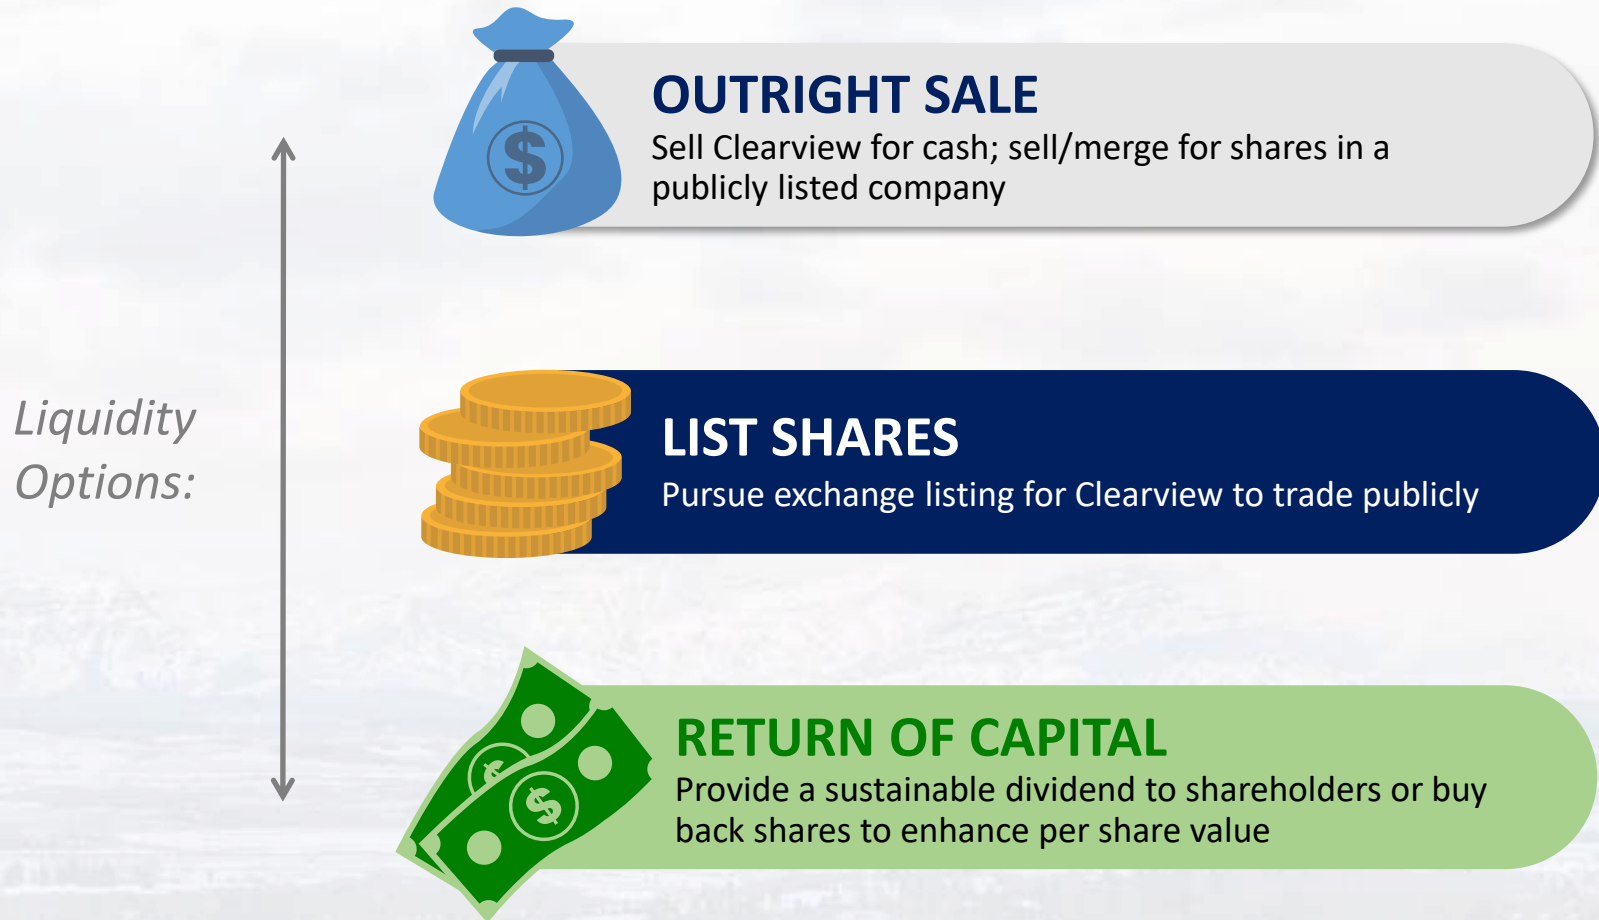 OUTRIGHT SALE
Sell Clearview for cash; sell/merge for shares in a
publicly listed company
$
Liquidity
Options:
LIST SHARES
Pursue exchange listing for Clearview to trade publicly
RETURN OF CAPITAL
Provide a sustainable dividend to shareholders or buy
back shares to enhance per share value
$
$